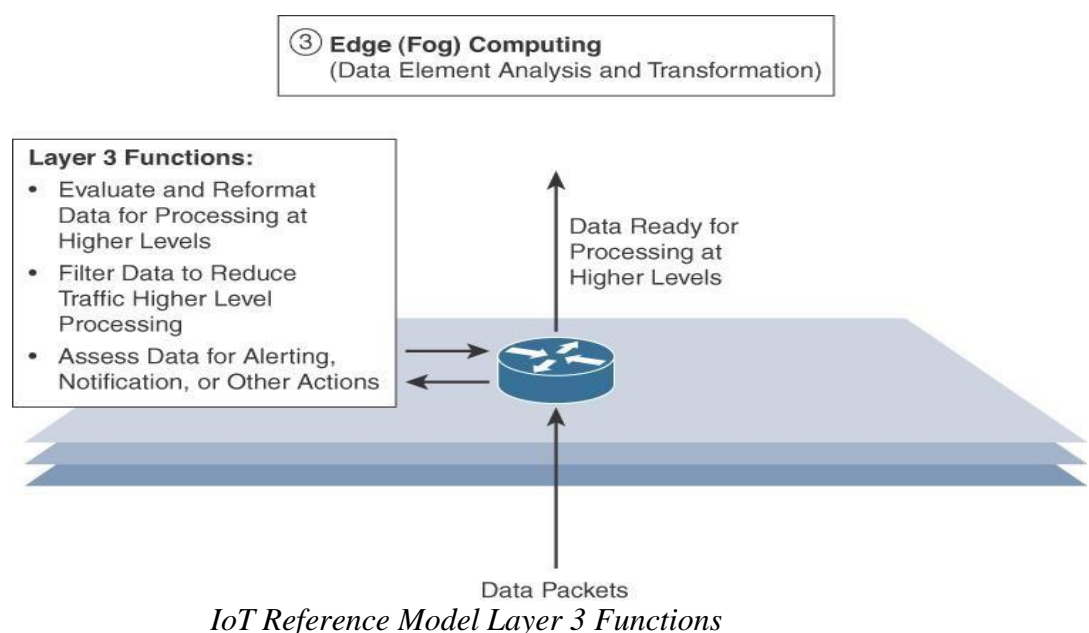 ③ Edge (Fog) Computing
(Data Element Analysis and Transformation)
Layer 3 Functions:
• Evaluate and Reformat
Data for Processing at
Higher Levels
• Filter Data to Reduce
Traffic Higher Level
Processing
• Assess Data for Alerting,
Notification, or Other Actions
Data Ready for
Processing at
Higher Levels
Data Packets
IoT Reference Model Layer 3 Functions